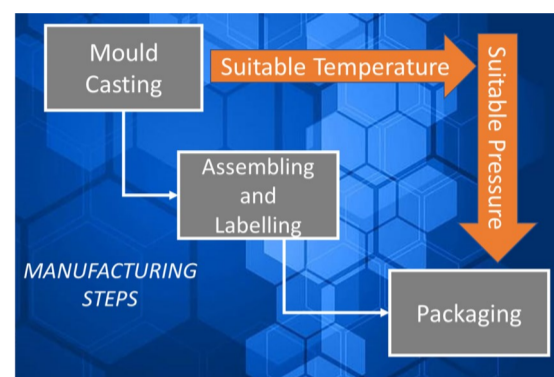 Mould
Casting
Suitable Temperature
Suitable Pressure
Assembling
and
Labelling
MANUFACTURING
STEPS
Packaging